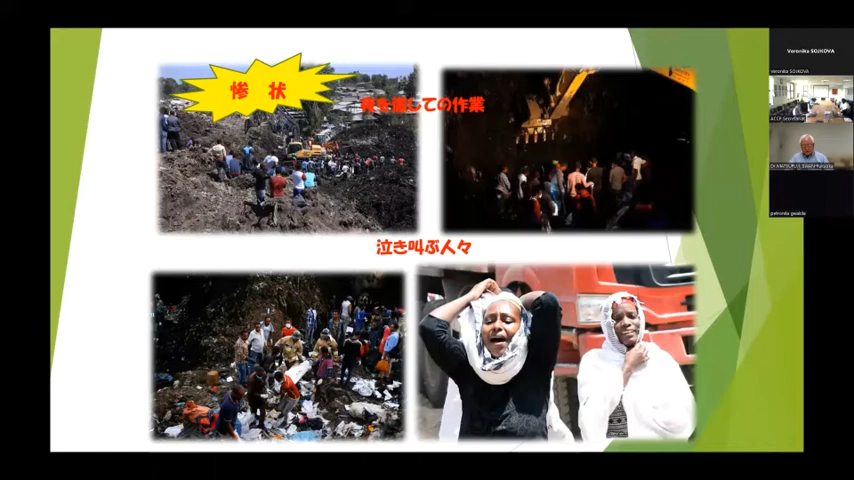 惨 状
夜を徹しての作業
泣き叫ぶ人々
Veronika SOJKOVA
Veronika SOJKOVA
ACCP Secretariat